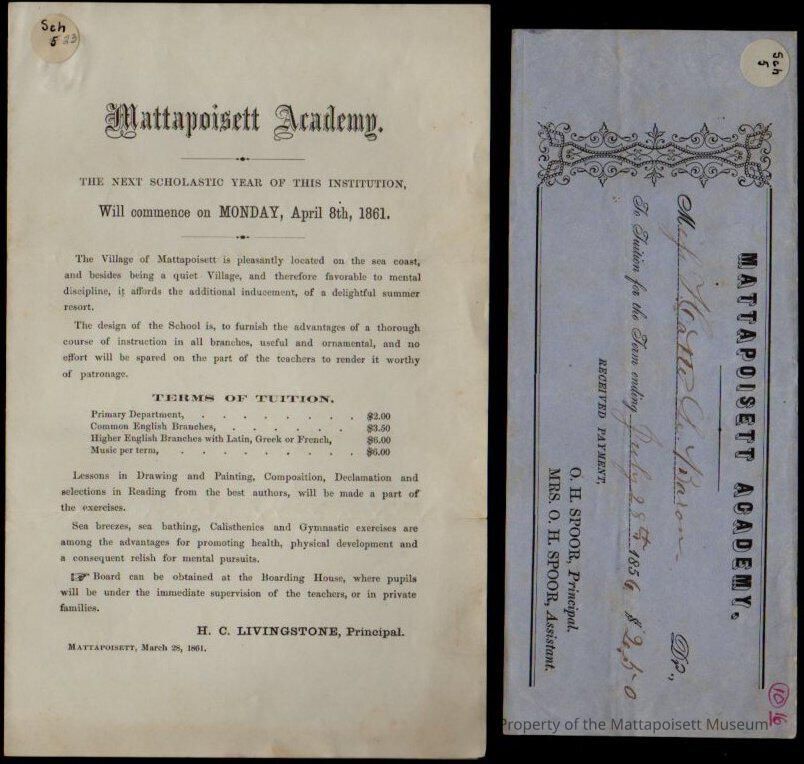 Sch
5 23
Mattapoisett Academy.
THE NEXT SCHOLASTIC YEAR OF THIS INSTITUTION,
Will commence on MONDAY, April 8th, 1861.
The Village of Mattapoisett is pleasantly located on the sea coast,
and besides being a quiet Village, and therefore favorable to mental
discipline, it affords the additional inducement, of a delightful summer
resort.
The design of the School is, to furnish the advantages of a thorough
course of instruction in all branches, useful and ornamental, and no
effort will be spared on the part of the teachers to render it worthy
of patronage.
TERMS OF TUITION.
Primary Department, . . . . . . . . $2.00
Common English Branches, . . . . . . . $3.50
Higher English Branches with Latin, Greek or French, $6.00
Music per term, . . . . . . . . . $6.00
Lessons in Drawing and Painting, Composition, Declamation and
selections in Reading from the best authors, will be made a part of
the exercises.
Sea breezes, sea bathing, Calisthenics and Gymnastic exercises are
among the advantages for promoting health, physical development and
a consequent relish for mental pursuits.
☞ Board can be obtained at the Boarding House, where pupils
will be under the immediate supervision of the teachers, or in private
families.
H. C. LIVINGSTONE, Principal.
MATTAPOISETT, March 28, 1861.
Sch
5
MATTAPOISETT ACADEMY.
Miss Hatte Le Baron Dr.,
To Tuition for the Term ending July 28th 1856 $2,50
RECEIVED PAYMENT,
O. H. SPOOR, Principal.
MRS. O. H. SPOOR, Assistant.
10 16
Property of the Mattapoisett Museum